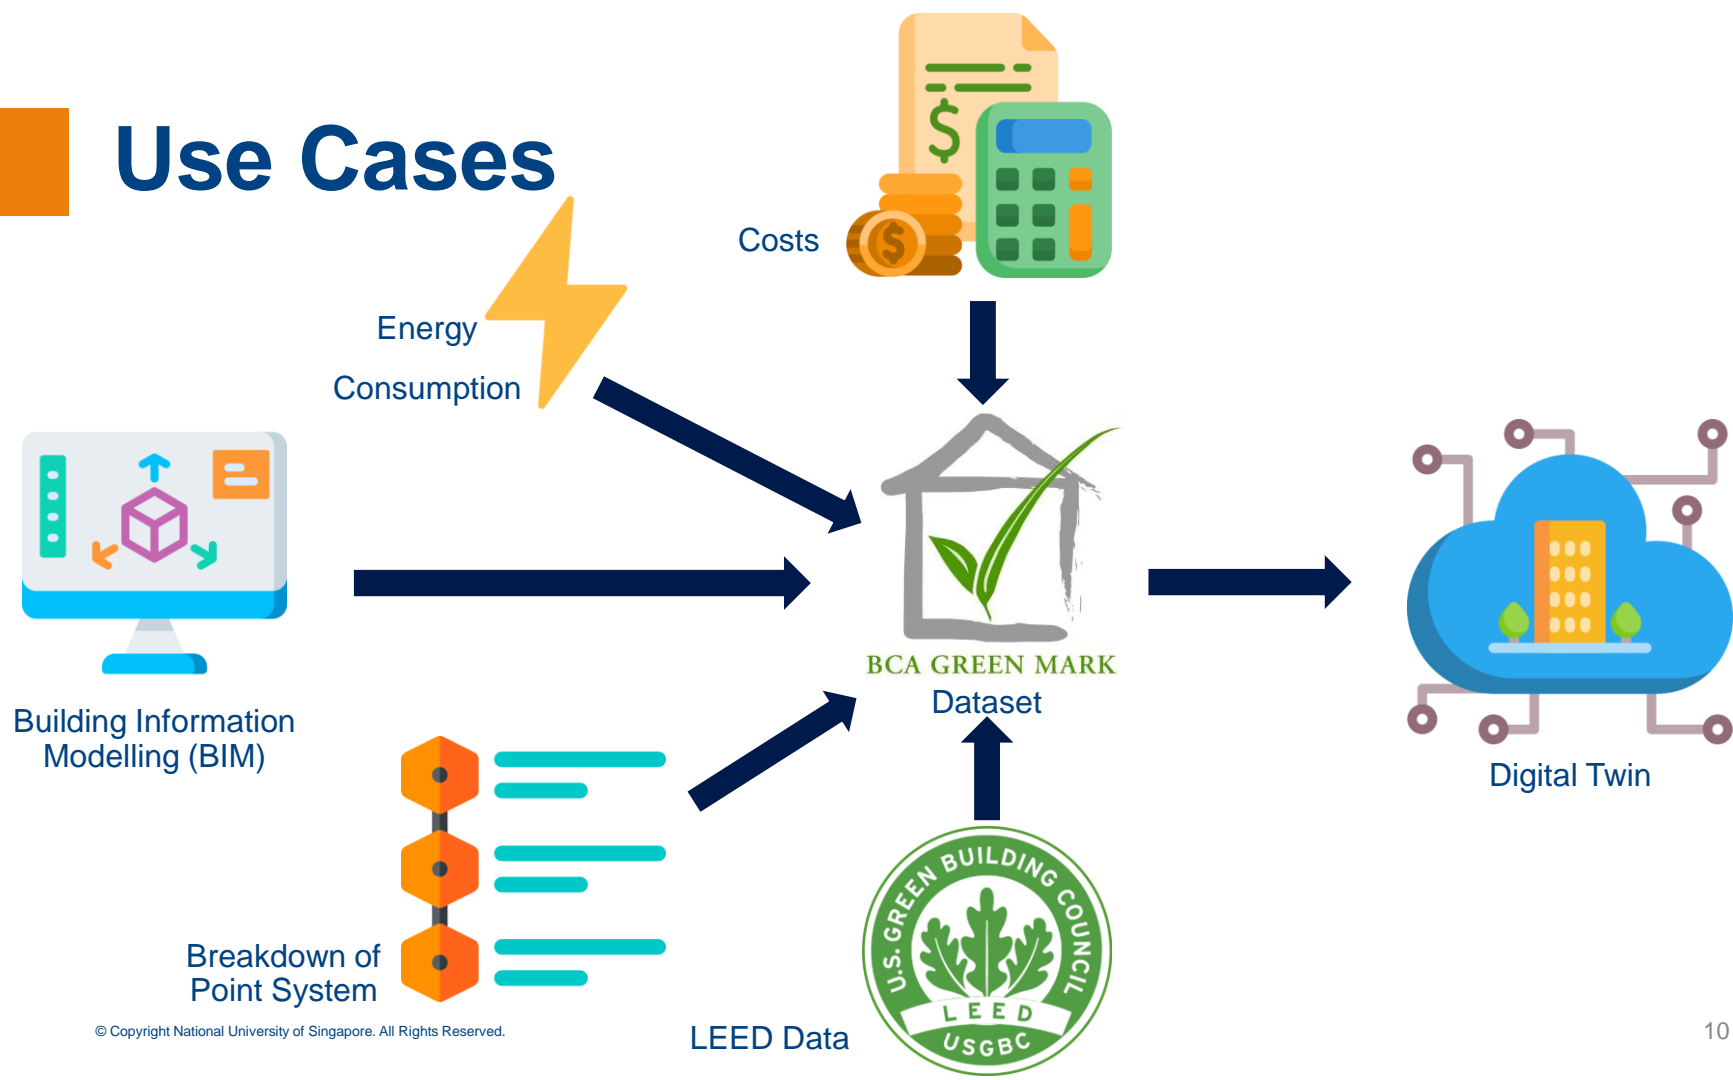 Use Cases
$
$
Costs
Energy
Consumption
BCA GREEN MARK
Dataset
Building Information
Modelling (BIM)
Digital Twin
Breakdown of
Point System
U.S. GREEN BUILDING COUNCIL
LEED
USGBC
LEED Data
© Copyright National University of Singapore. All Rights Reserved.
10